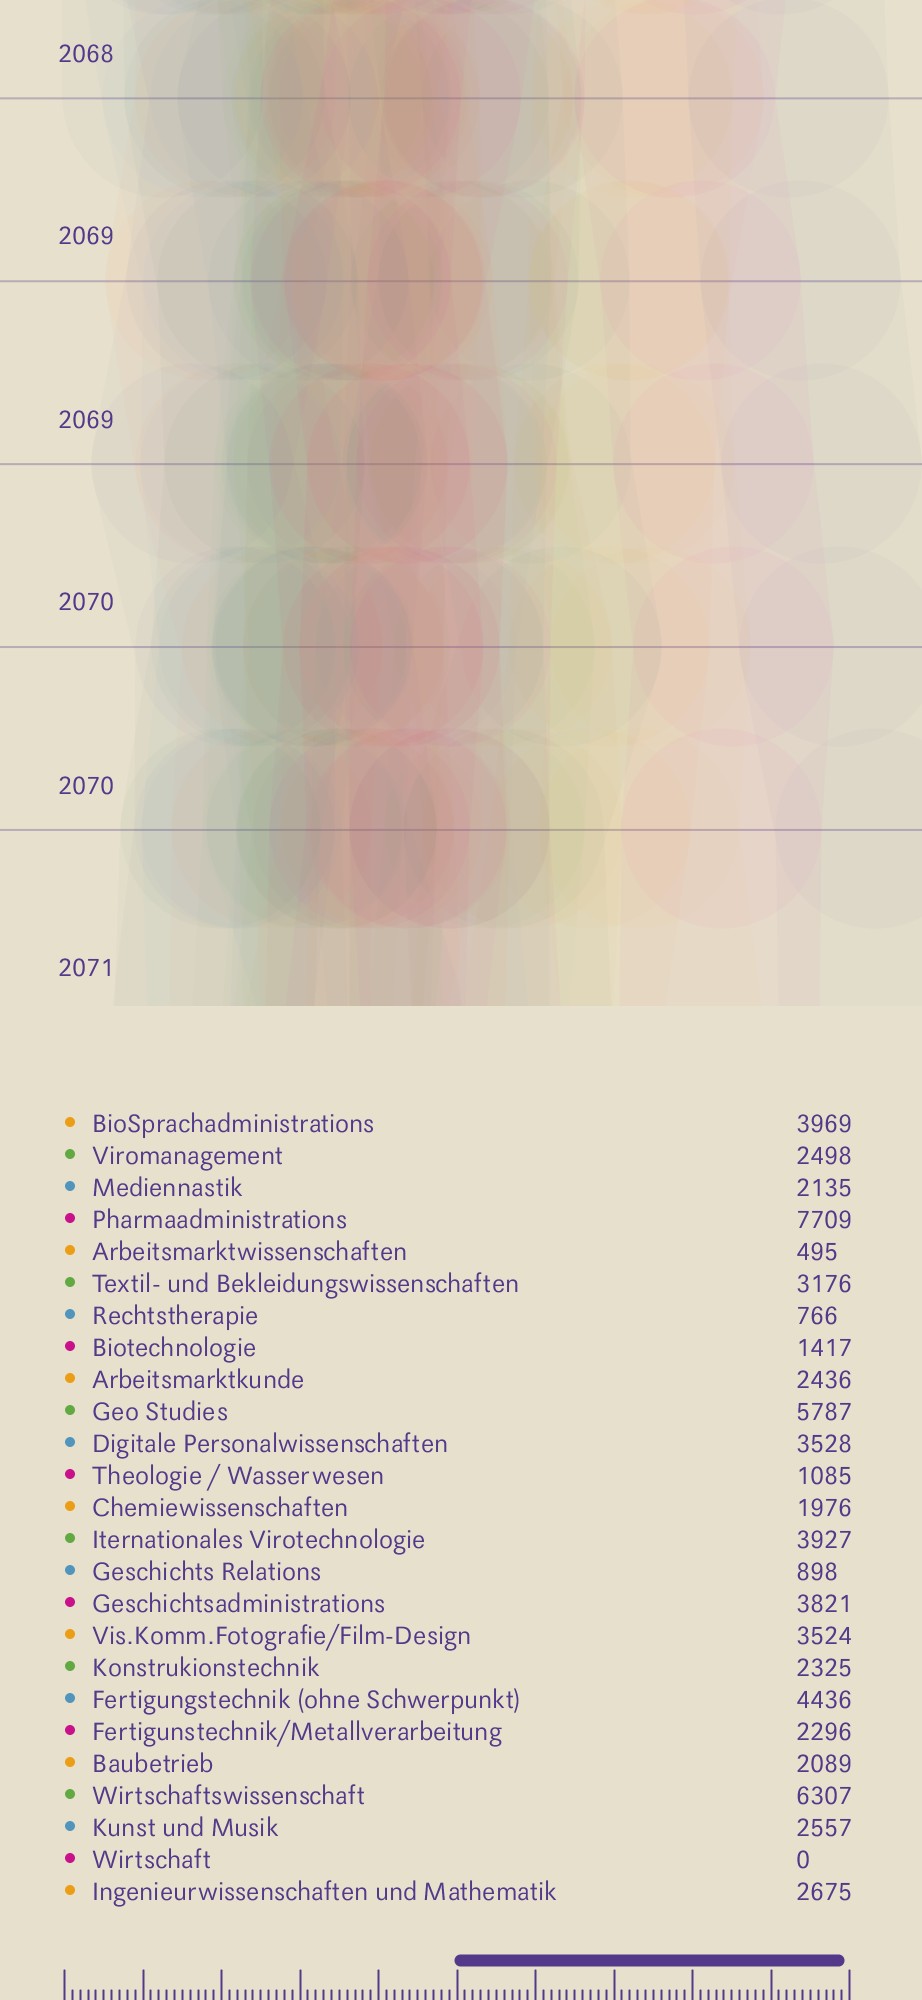 2068
2069
2069
2070
2070
2071
BioSprachadministrations 3969
Viromanagement 2498
Mediennastik 2135
Pharmaadministrations 7709
Arbeitsmarktwissenschaften 495
Textil- und Bekleidungswissenschaften 3176
Rechtstherapie 766
Biotechnologie 1417
Arbeitsmarktkunde 2436
Geo Studies 5787
Digitale Personalwissenschaften 3528
Theologie / Wasserwesen 1085
Chemiewissenschaften 1976
Iternationales Virotechnologie 3927
Geschichts Relations 898
Geschichtsadministrations 3821
Vis.Komm.Fotografie/Film-Design 3524
Konstrukionstechnik 2325
Fertigungstechnik (ohne Schwerpunkt) 4436
Fertigunstechnik/Metallverarbeitung 2296
Baubetrieb 2089
Wirtschaftswissenschaft 6307
Kunst und Musik 2557
Wirtschaft 0
Ingenieurwissenschaften und Mathematik 2675